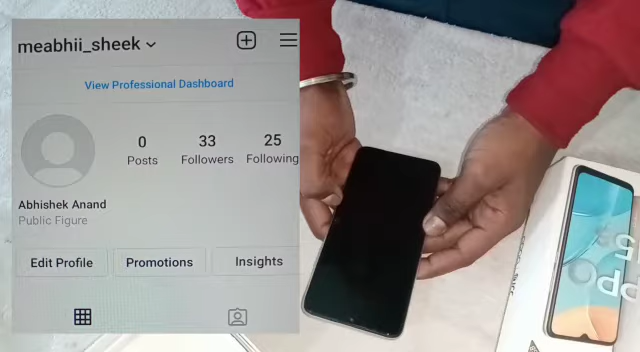 meabhii_sheek
View Professional Dashboard
0 33 25
Posts Followers Following
Abhishek Anand
Public Figure
Edit Profile Promotions Insights